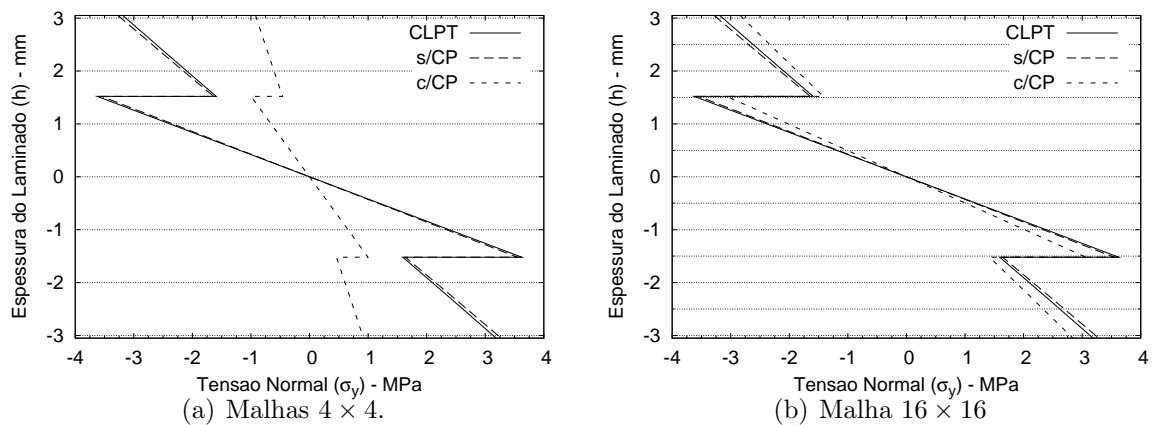 3
2
1
0
-1
-2
-3
Espessura do Laminado (h) - mm
CLPT
s/CP
c/CP
-4 -3 -2 -1 0 1 2 3 4
Tensao Normal (σy) - MPa
(a) Malhas 4 × 4.
3
2
1
0
-1
-2
-3
Espessura do Laminado (h) - mm
CLPT
s/CP
c/CP
-4 -3 -2 -1 0 1 2 3 4
Tensao Normal (σy) - MPa
(b) Malha 16 × 16